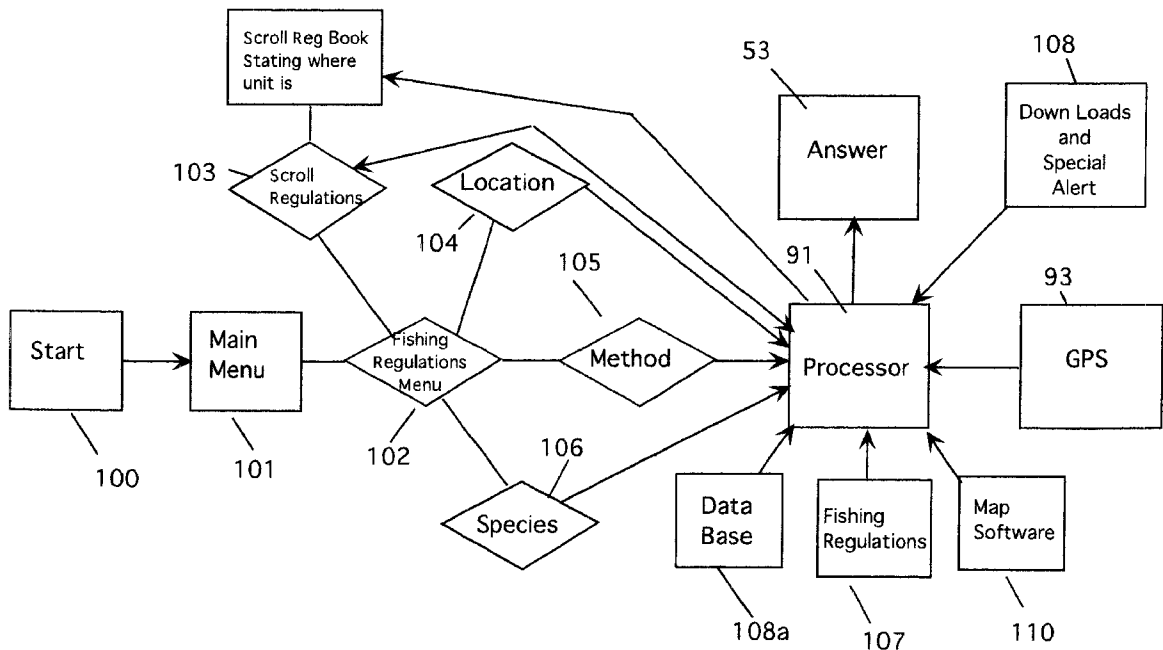 Scroll Reg Book
Stating where
unit is
53
108
Answer
Down Loads
and
Special
Alert
103
Scroll
Regulations
Location
104
105
91
93
Start
Main
Menu
Fishing
Regulations
Menu
Method
Processor
GPS
100
101
102
106
Species
Data
Base
Fishing
Regulations
Map
Software
108a
107
110